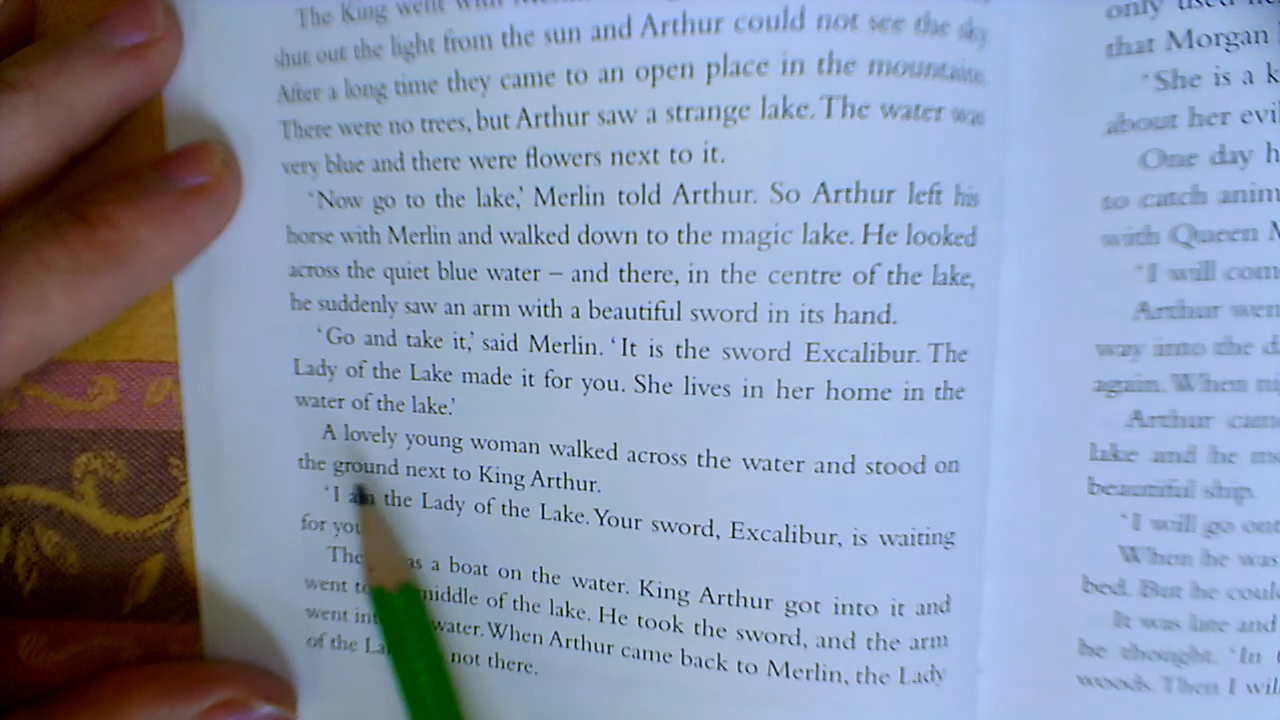 The King went with
shut out the light from the sun and Arthur could not see the sky.
After a long time they came to an open place in the mountains.
There were no trees, but Arthur saw a strange lake. The water was
very blue and there were flowers next to it.
'Now go to the lake,' Merlin told Arthur. So Arthur left his
horse with Merlin and walked down to the magic lake. He looked
across the quiet blue water – and there, in the centre of the lake,
he suddenly saw an arm with a beautiful sword in its hand.
'Go and take it,' said Merlin. 'It is the sword Excalibur. The
Lady of the Lake made it for you. She lives in her home in the
water of the lake.'
A lovely young woman walked across the water and stood on
the ground next to King Arthur.
'I am the Lady of the Lake. Your sword, Excalibur, is waiting
for you
a boat on the water. King Arthur got into it and
went middle of the lake. He took the sword, and the arm
went water. When Arthur came back to Merlin, the Lady
of the not there.
only
that Morgan
'She is a
about her
One day
to catch
with Queen
'I will
Arthur
way into the
again. When
Arthur
lake and he
beautiful ship.
'I will go
When he was
bed. But he
It was late and
he thought. 'In
woods. Then I